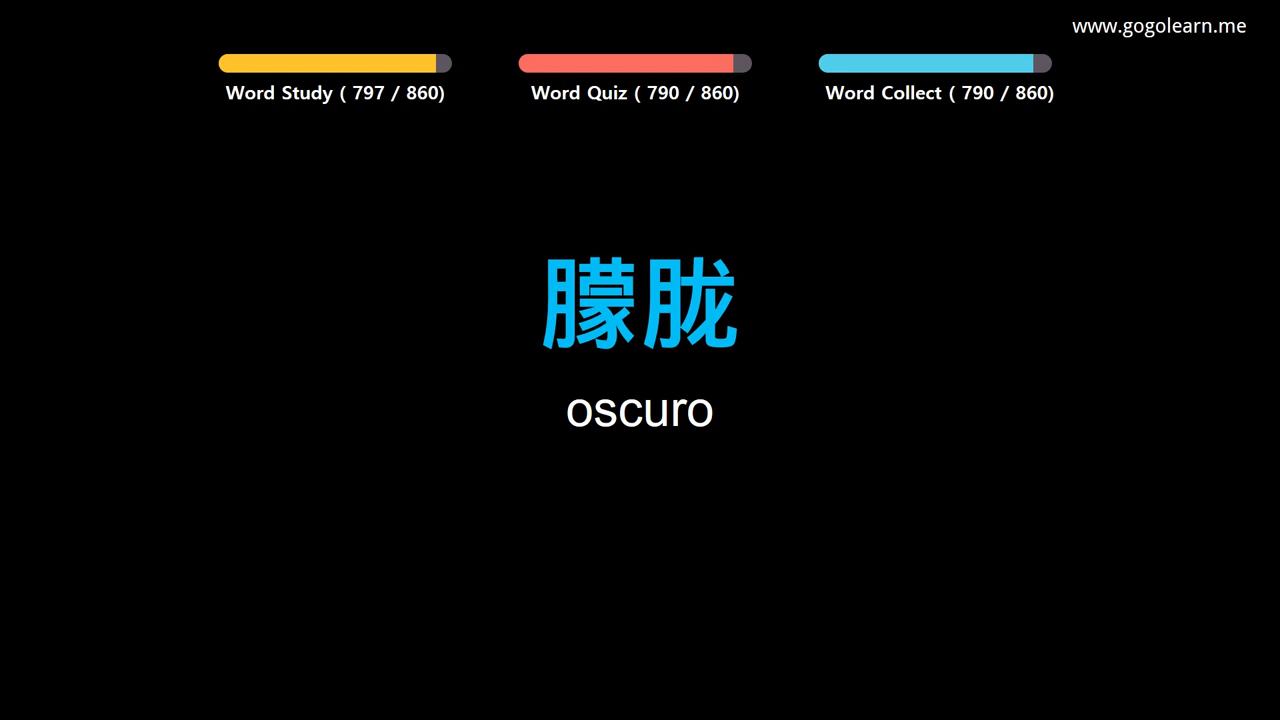 www.gogolearn.me
Word Study ( 797 / 860)
Word Quiz ( 790 / 860)
Word Collect ( 790 / 860)
朦胧
oscuro